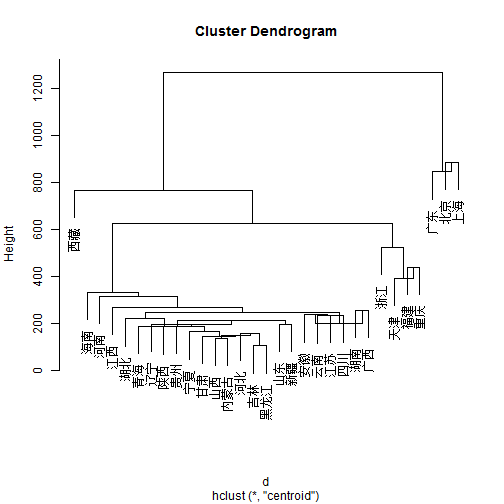 Cluster Dendrogram
Height
0
200
400
600
800
1000
1200
西藏
海南
河南
江西
湖北
青海
辽宁
陕西
贵州
宁夏
甘肃
山西
内蒙古
河北
吉林
黑龙江
山东
新疆
安徽
云南
江苏
四川
湖南
广西
浙江
天津
福建
重庆
广东
北京
上海
d
hclust (*, "centroid")